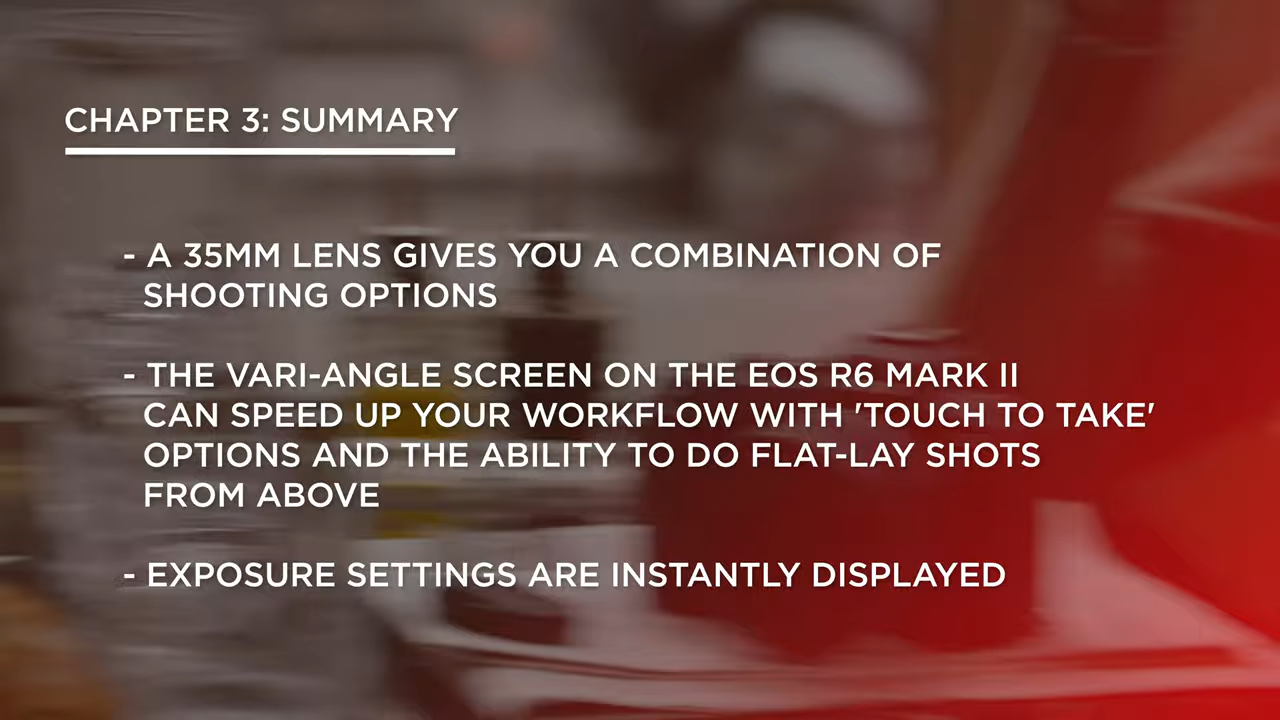 CHAPTER 3: SUMMARY
- A 35MM LENS GIVES YOU A COMBINATION OF
SHOOTING OPTIONS
- THE VARI-ANGLE SCREEN ON THE EOS R6 MARK II
CAN SPEED UP YOUR WORKFLOW WITH 'TOUCH TO TAKE'
OPTIONS AND THE ABILITY TO DO FLAT-LAY SHOTS
FROM ABOVE
- EXPOSURE SETTINGS ARE INSTANTLY DISPLAYED